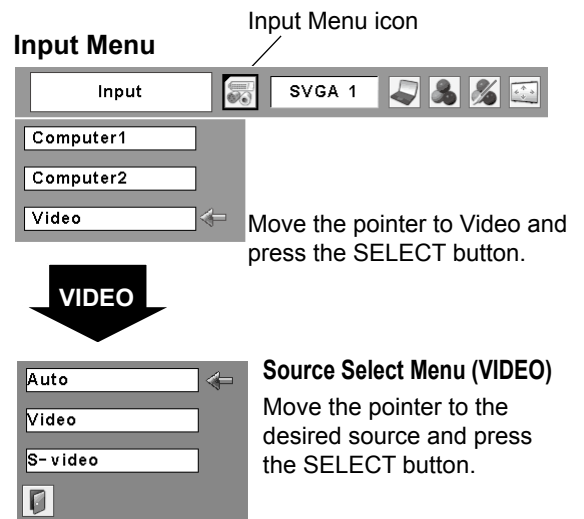 Input Menu icon
Input Menu
Input
SVGA 1
Computer1
Computer2
Video
Move the pointer to Video and
press the SELECT button.
VIDEO
Auto
Video
S-video
Source Select Menu (VIDEO)
Move the pointer to the
desired source and press
the SELECT button.